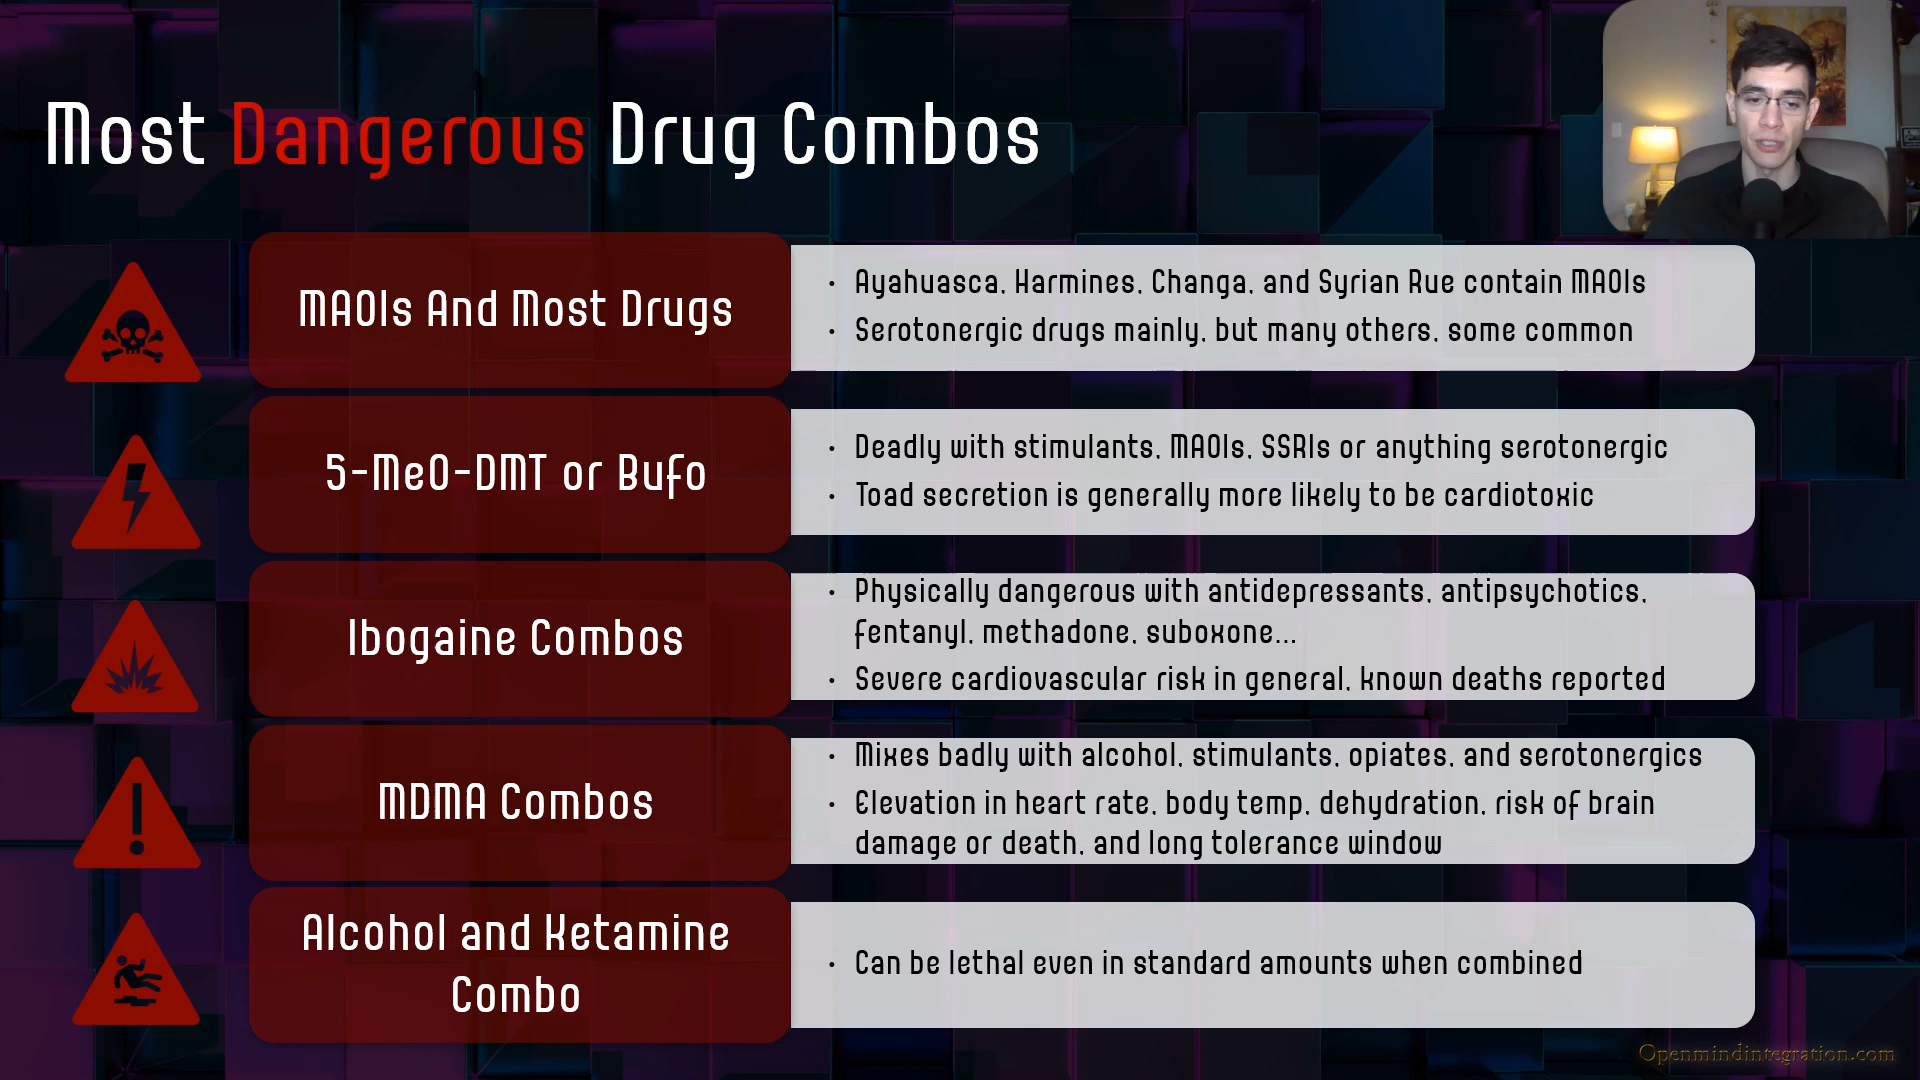 Most Dangerous Drug Combos
MAOIs And Most Drugs
• Ayahuasca, Harmines, Changa, and Syrian Rue contain MAOIs
• Serotonergic drugs mainly, but many others, some common
5-MeO-DMT or Bufo
• Deadly with stimulants, MAOIs, SSRIs or anything serotonergic
• Toad secretion is generally more likely to be cardiotoxic
Ibogaine Combos
• Physically dangerous with antidepressants, antipsychotics,
fentanyl, methadone, suboxone...
• Severe cardiovascular risk in general, known deaths reported
MDMA Combos
• Mixes badly with alcohol, stimulants, opiates, and serotonergics
• Elevation in heart rate, body temp, dehydration, risk of brain
damage or death, and long tolerance window
Alcohol and Ketamine
Combo
• Can be lethal even in standard amounts when combined
Openmindintegration.com